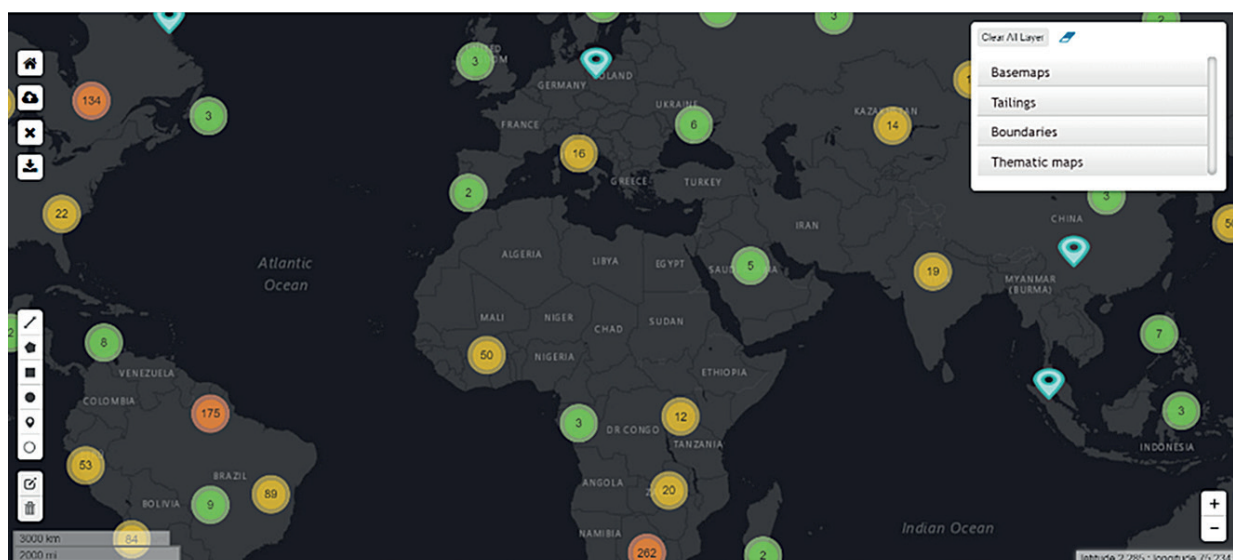 Clear All Layer
Basemaps
Tailings
Boundaries
Thematic maps
3
134
3
POLAND
GERMANY
UKRAINE
FRANCE
6
14
16
GREECE
TURKEY
2
22
IRAN
3
CHINA
Atlantic
Ocean
ALGERIA
LIBYA
EGYPT
5
19
MYANMAR
(BURMA)
MALI
NIGER
CHAD
SUDAN
8
50
NIGERIA
ETHIOPIA
7
VENEZUELA
COLOMBIA
175
3
DR CONGO
12
TANZANIA
3
INDONESIA
53
BRAZIL
89
BOLIVIA
9
ANGOLA
20
NAMIBIA
Indian Ocean
+
−
3000 km
84
2000 mi
262
2